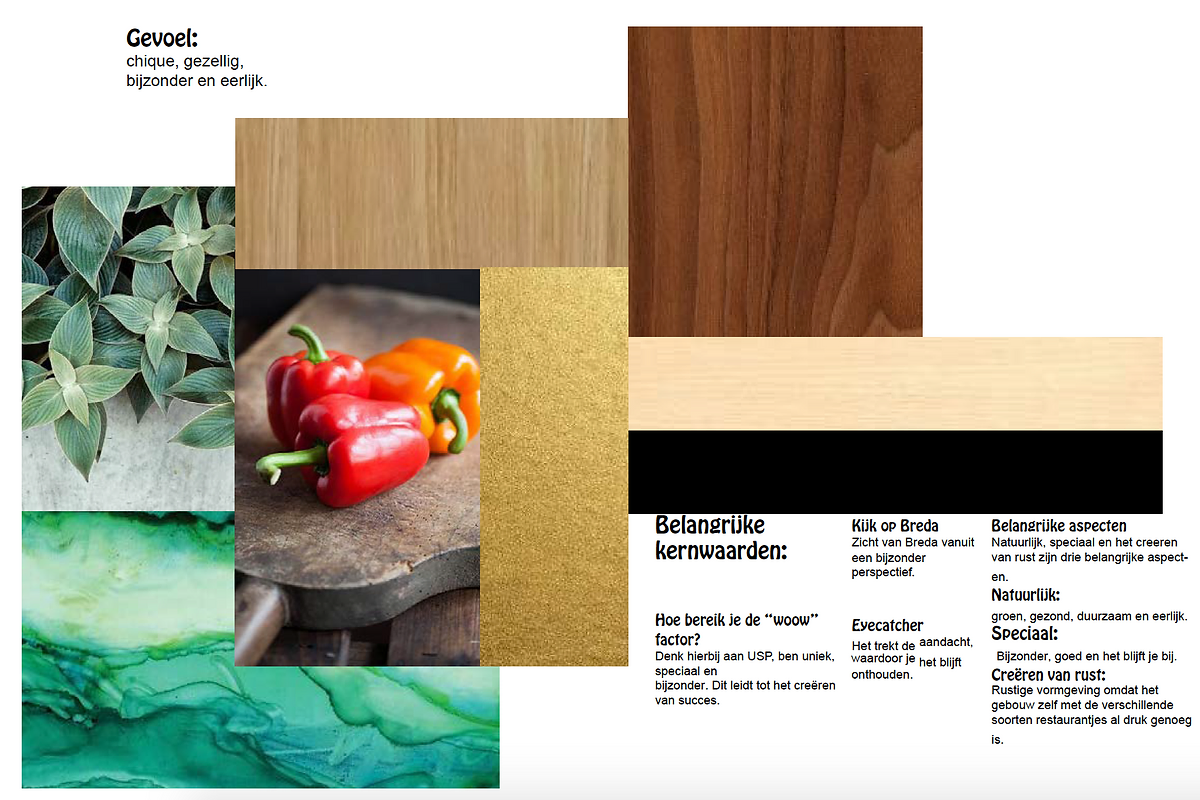 Gevoel:
chique, gezellig,
bijzonder en eerlijk.
Belangrijke
kernwaarden:
Hoe bereik je de “woow”
factor?
Denk hierbij aan USP, ben uniek,
speciaal en
bijzonder. Dit leidt tot het creëren
van succes.
Kijk op Breda
Zicht van Breda vanuit
een bijzonder
perspectief.
Eyecatcher
Het trekt de aandacht,
waardoor je het blijft
onthouden.
Belangrijke aspecten
Natuurlijk, speciaal en het creeren
van rust zijn drie belangrijke aspect-
en.
Natuurlijk:
groen, gezond, duurzaam en eerlijk.
Speciaal:
Bijzonder, goed en het blijft je bij.
Creëren van rust:
Rustige vormgeving omdat het
gebouw zelf met de verschillende
soorten restaurantjes al druk genoeg
is.